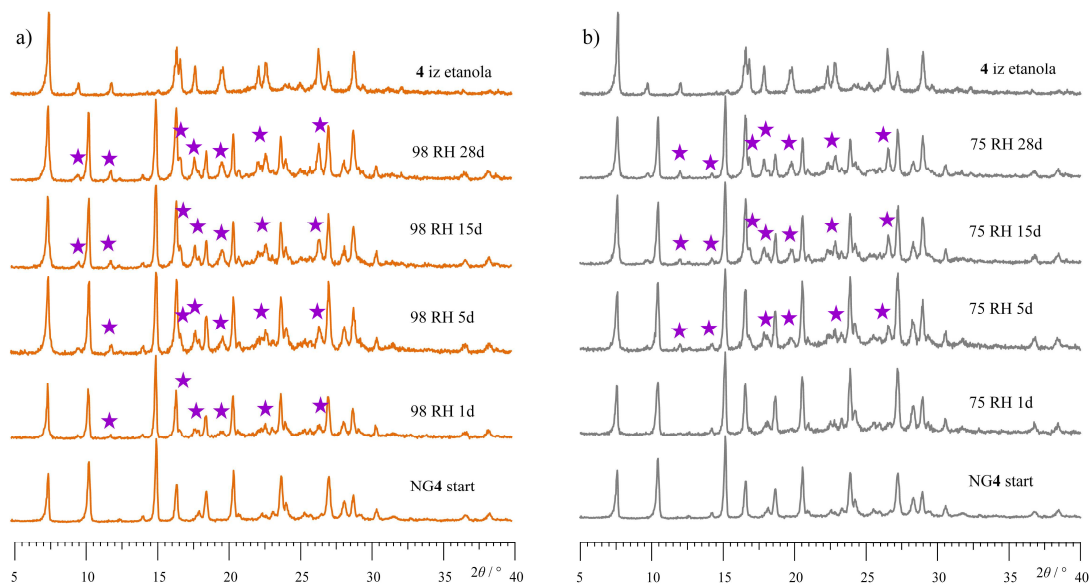 a)
4 iz etanola
98 RH 28d
98 RH 15d
98 RH 5d
98 RH 1d
NG4 start
5 10 15 20 25 30 35 40
2θ / °
b)
4 iz etanola
75 RH 28d
75 RH 15d
75 RH 5d
75 RH 1d
NG4 start
5 10 15 20 25 30 35 40
2θ / °